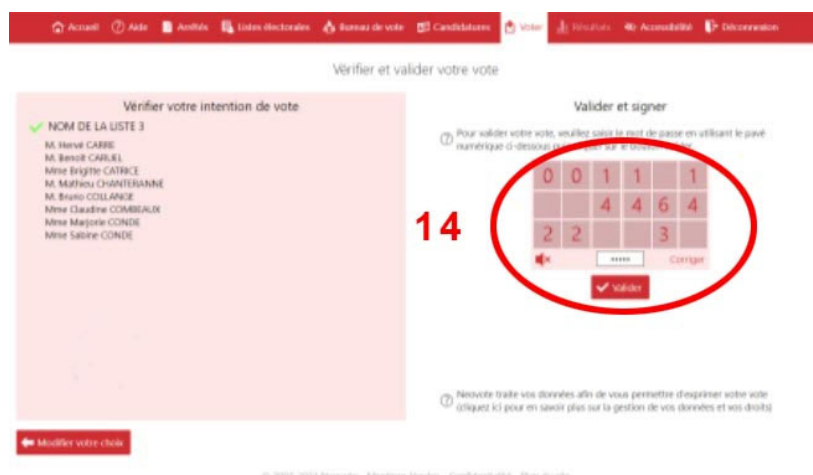 Accueil Aide Arrêtés Listes électorales Bureau de vote Candidatures Voter Résultats Accessibilité Déconnexion
Vérifier et valider votre vote
Vérifier votre intention de vote
NOM DE LA LISTE 3
M. Hervé CARRE
M. Benoit CARUEL
Mme Brigitte CATRICE
M. Mathieu CHANTERANNE
M. Bruno COLLANGE
Mme Claudine COMBEAUX
Mme Marjorie CONDE
Mme Sabine CONDE
Modifier votre choix
Valider et signer
Pour valider votre vote, veuillez saisir le mot de passe en utilisant le pavé
numérique ci-dessous sur le
14
0 0 1 1 1
4 4 6 4
2 2 3
Corriger
Valider
Neovote traite vos données afin de vous permettre d'exprimer votre vote
(cliquez ici pour en savoir plus sur la gestion de vos données et vos droits)